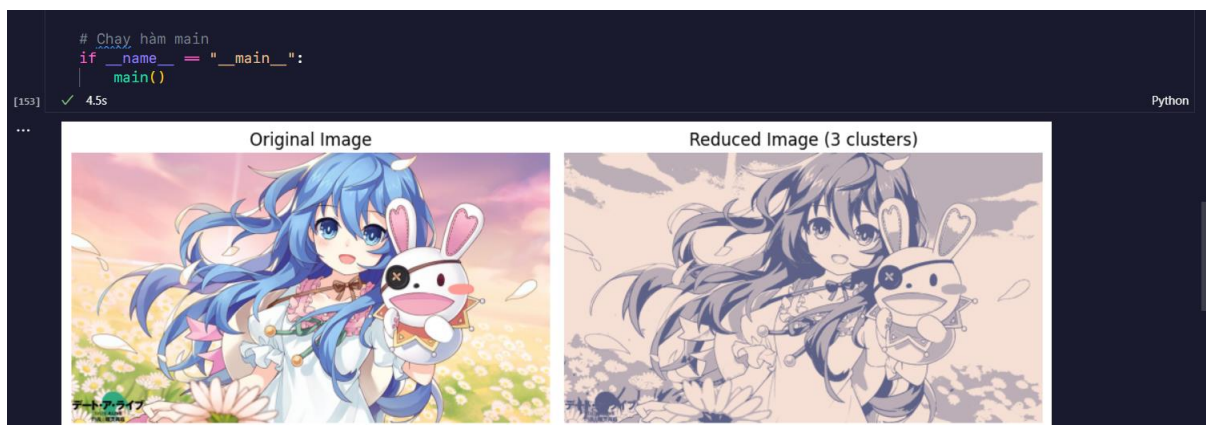 # Chạy hàm main
if __name__ == "__main__":
main()
[153]
4.5s
Python
...
Original Image
Reduced Image (3 clusters)
デート・ア・ライブ